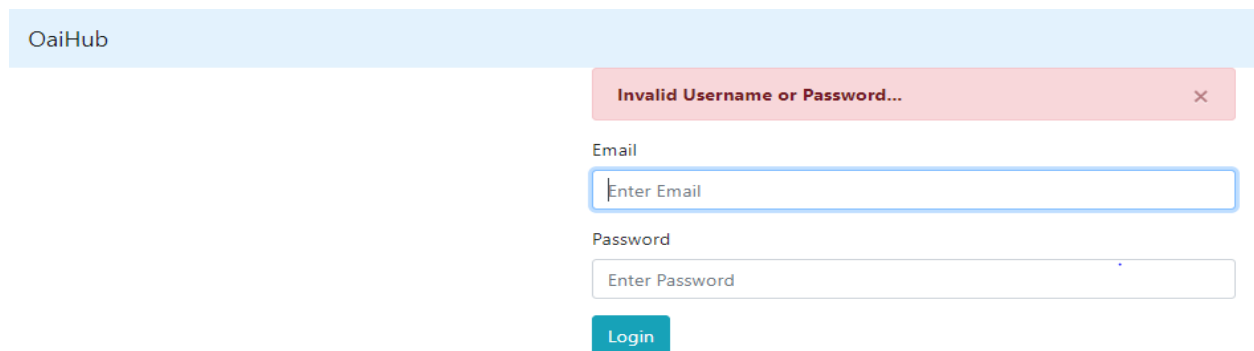 OaiHub
Invalid Username or Password...
×
Email
Enter Email
Password
Enter Password
Login